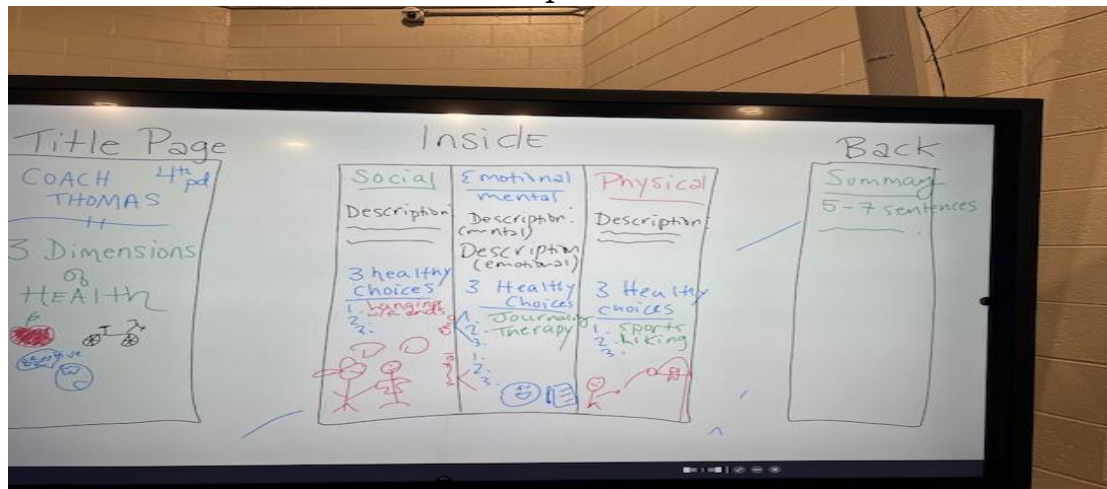 Title Page
COACH 4th pd
THOMAS
3 Dimensions
of
HEAlth
Inside
Social
Description
3 healthy
choices
1. hanging
2.
3.
Emotional
mental
Description
(mental)
Description
(emotional)
3 Healthy
Choices
1. Journaling
2. Therapy
3.
1.
2.
3.
Physical
Description
3 Healthy
choices
1. sports
2. hiking
3.
Back
Summary
5-7 sentences